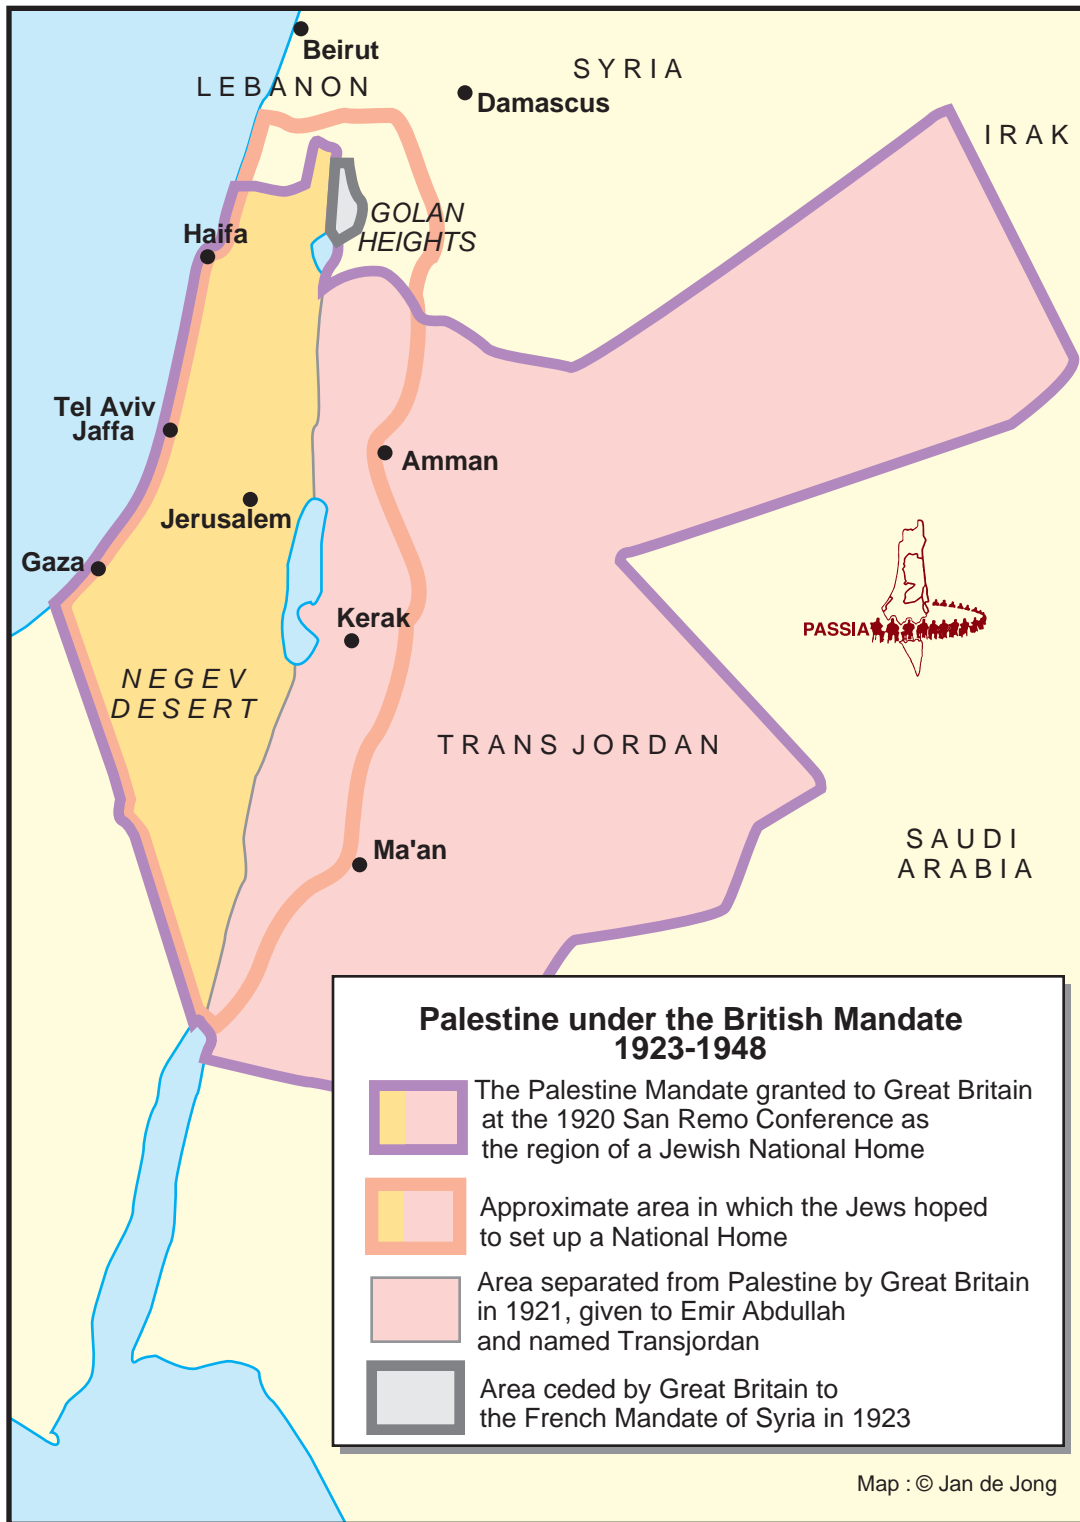 Beirut
LEBANON
SYRIA
Damascus
IRAK
GOLAN
HEIGHTS
Haifa
Tel Aviv
Jaffa
Amman
Jerusalem
Gaza
Kerak
PASSIA
NEGEV
DESERT
TRANS JORDAN
SAUDI
ARABIA
Ma'an
Palestine under the British Mandate
1923-1948
The Palestine Mandate granted to Great Britain
at the 1920 San Remo Conference as
the region of a Jewish National Home
Approximate area in which the Jews hoped
to set up a National Home
Area separated from Palestine by Great Britain
in 1921, given to Emir Abdullah
and named Transjordan
Area ceded by Great Britain to
the French Mandate of Syria in 1923
Map : © Jan de Jong